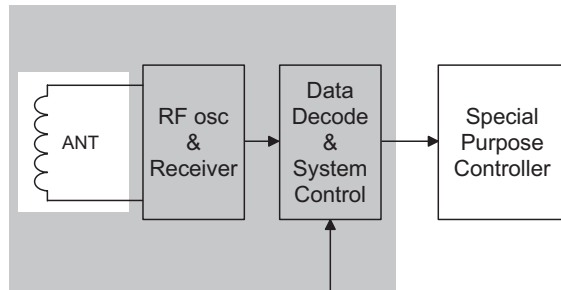 ANT
RF osc
&
Receiver
Data
Decode
&
System
Control
Special
Purpose
Controller